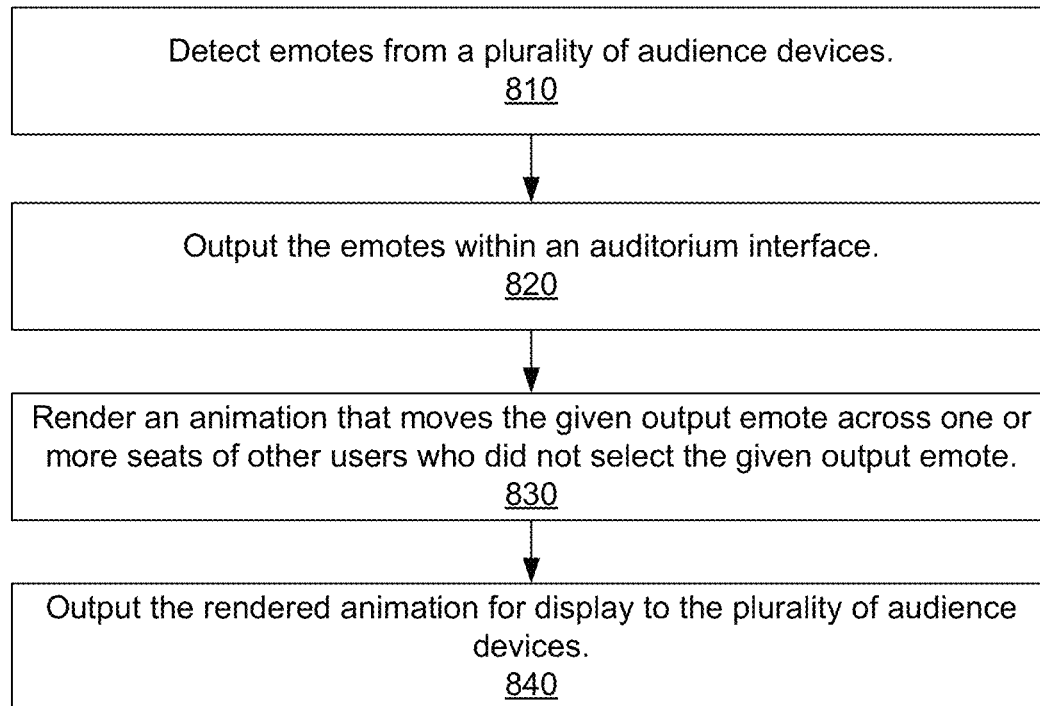 Detect emotes from a plurality of audience devices.
810
Output the emotes within an auditorium interface.
820
Render an animation that moves the given output emote across one or
more seats of other users who did not select the given output emote.
830
Output the rendered animation for display to the plurality of audience
devices.
840